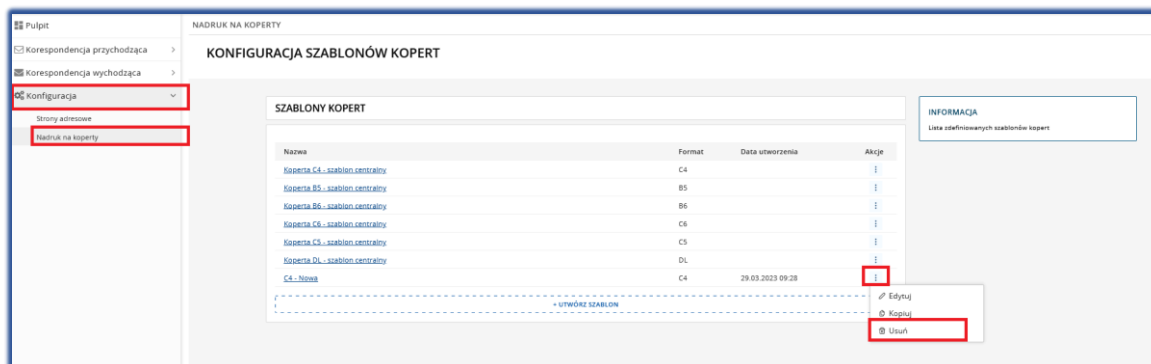 Pulpit
Korespondencja przychodząca
Korespondencja wychodząca
Konfiguracja
Strony adresowe
Nadruk na koperty
NADRUK NA KOPERTY
KONFIGURACJA SZABLONÓW KOPERT
SZABLONY KOPERT
Nazwa Format Data utworzenia Akcje
Koperta C4 - szablon centralny C4
Koperta B5 - szablon centralny B5
Koperta B6 - szablon centralny B6
Koperta C6 - szablon centralny C6
Koperta C5 - szablon centralny C5
Koperta DL - szablon centralny DL
C4 - Nowa C4 29.03.2023 09:28
+ UTWÓRZ SZABLON
Edytuj
Kopiuj
Usuń
INFORMACJA
Lista zdefiniowanych szablonów kopert